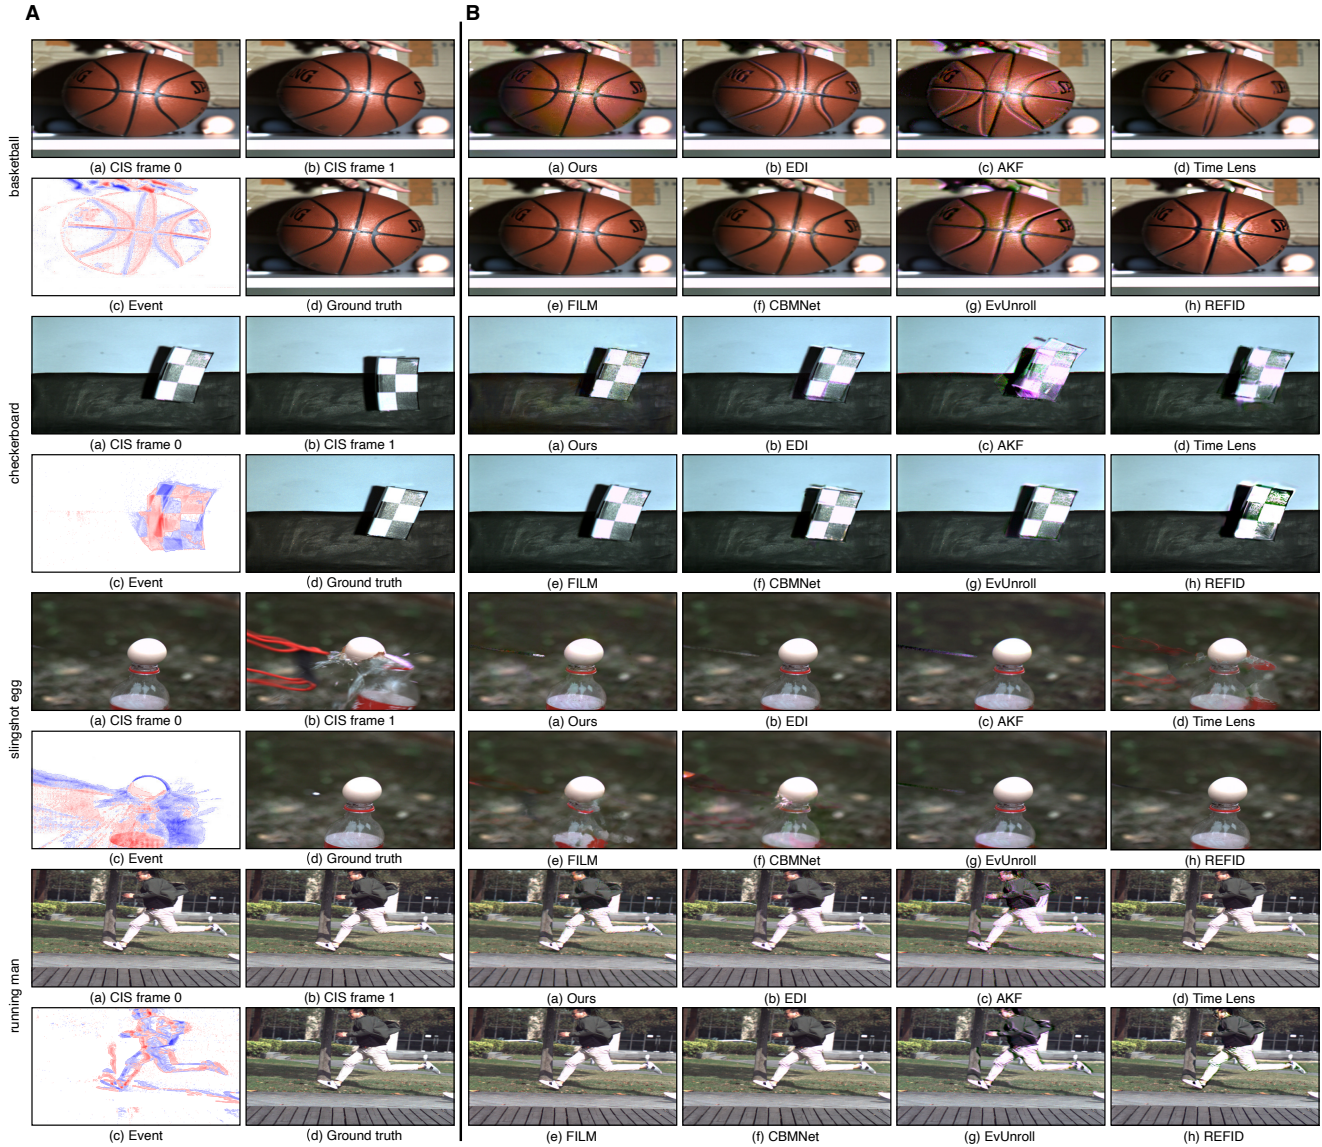 A B
basketball
(a) CIS frame 0 (b) CIS frame 1 (a) Ours (b) EDI (c) AKF (d) Time Lens
(c) Event (d) Ground truth (e) FILM (f) CBMNet (g) EvUnroll (h) REFID
checkerboard
(a) CIS frame 0 (b) CIS frame 1 (a) Ours (b) EDI (c) AKF (d) Time Lens
(c) Event (d) Ground truth (e) FILM (f) CBMNet (g) EvUnroll (h) REFID
slingshot egg
(a) CIS frame 0 (b) CIS frame 1 (a) Ours (b) EDI (c) AKF (d) Time Lens
(c) Event (d) Ground truth (e) FILM (f) CBMNet (g) EvUnroll (h) REFID
running man
(a) CIS frame 0 (b) CIS frame 1 (a) Ours (b) EDI (c) AKF (d) Time Lens
(c) Event (d) Ground truth (e) FILM (f) CBMNet (g) EvUnroll (h) REFID